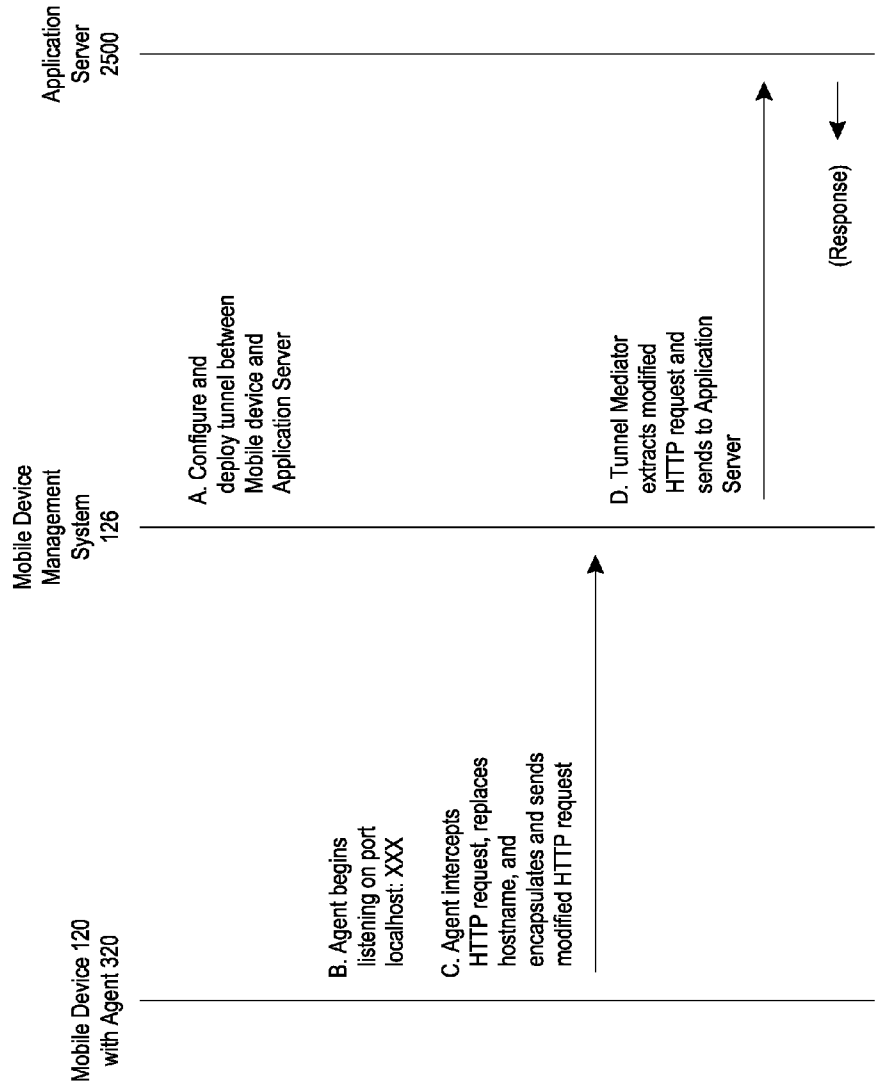 Mobile Device 120
with Agent 320
Mobile Device
Management
System
126
Application
Server
2500
A. Configure and
deploy tunnel between
Mobile device and
Application Server
B. Agent begins
listening on port
localhost: XXX
C. Agent intercepts
HTTP request, replaces
hostname, and
encapsulates and sends
modified HTTP request
D. Tunnel Mediator
extracts modified
HTTP request and
sends to Application
Server
(Response)